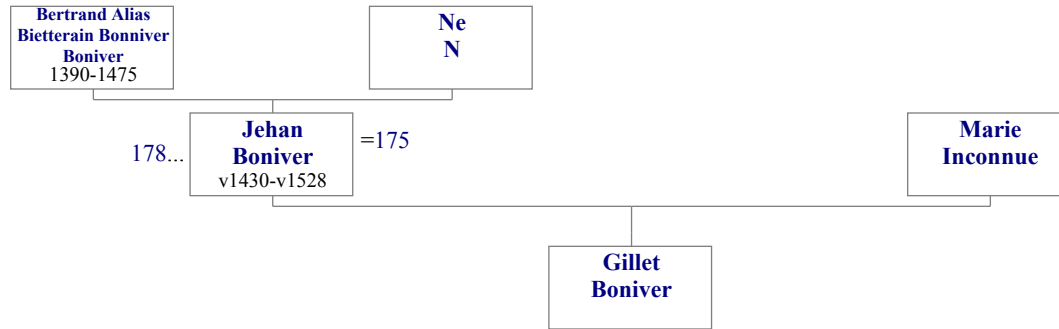 Bertrand Alias
Bietterain Bonniver
Boniver
1390-1475
Ne
N
178...
Jehan
Boniver
v1430-v1528
=175
Marie
Inconnue
Gillet
Boniver